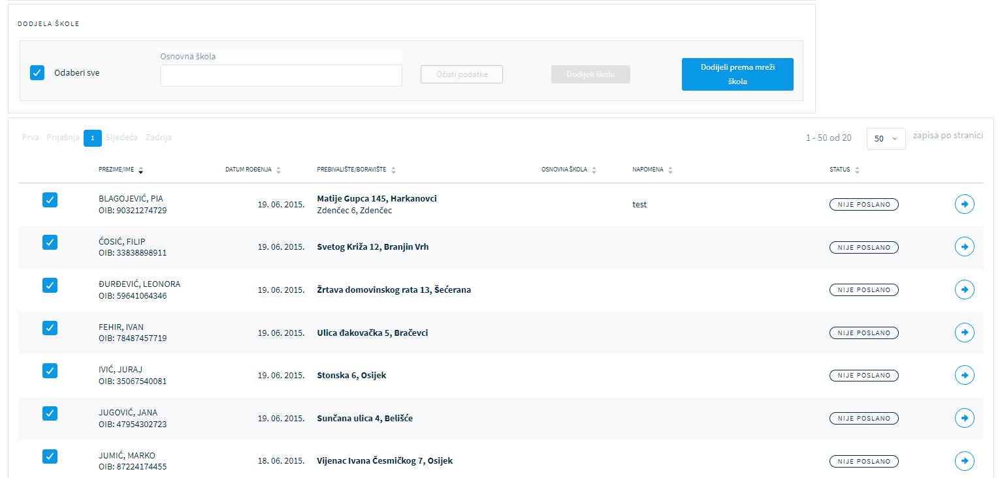 DODJELA ŠKOLE
Osnovna škola
Odaberi sve
Očisti podatke
Dodijeli školu
Dodijeli prema mreži
škola
Prva Prijašnja 1 Sljedeća Zadnja
1 - 50 od 20 50 zapisa po stranici
PREZIME/IME DATUM ROĐENJA PREBIVALIŠTE/BORAVIŠTE OSNOVNA ŠKOLA NAPOMENA STATUS
BLAGOJEVIĆ, PIA
OIB: 90321274729
19. 06. 2015.
Matije Gupca 145, Harkanovci
Zdenčec 6, Zdenčec
test
NIJE POSLANO
ĆOSIĆ, FILIP
OIB: 33838898911
19. 06. 2015.
Svetog Križa 12, Branjin Vrh
NIJE POSLANO
ĐURĐEVIĆ, LEONORA
OIB: 59641064346
19. 06. 2015.
Žrtava domovinskog rata 13, Šećerana
NIJE POSLANO
FEHIR, IVAN
OIB: 78487457719
19. 06. 2015.
Ulica đakovačka 5, Bračevci
NIJE POSLANO
IVIĆ, JURAJ
OIB: 35067540081
19. 06. 2015.
Stonska 6, Osijek
NIJE POSLANO
JUGOVIĆ, JANA
OIB: 47954302723
19. 06. 2015.
Sunčana ulica 4, Belišće
NIJE POSLANO
JUMIĆ, MARKO
OIB: 87224174455
18. 06. 2015.
Vijenac Ivana Česmičkog 7, Osijek
NIJE POSLANO